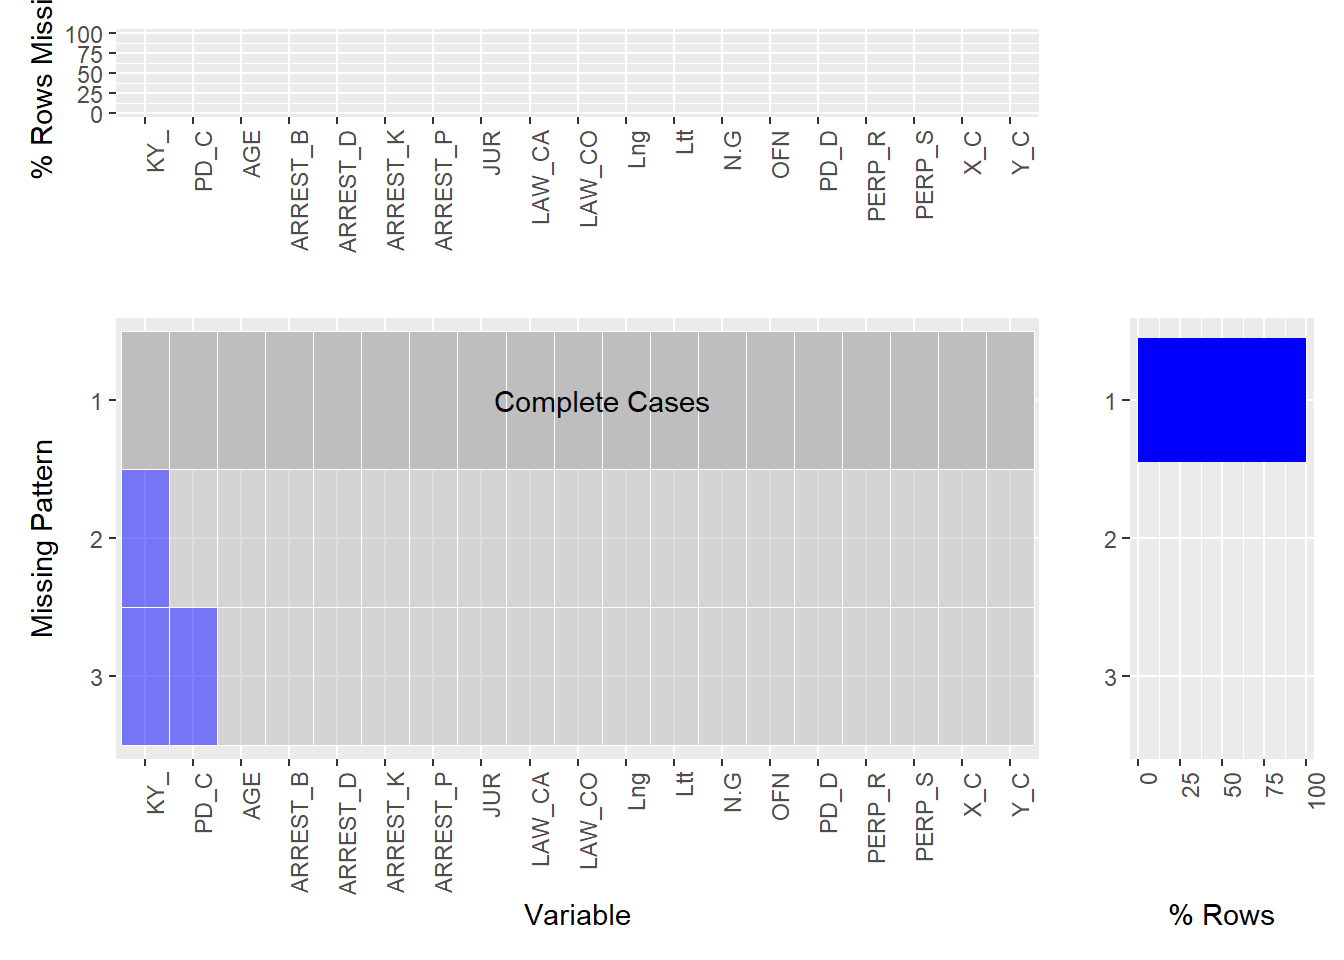 % Rows Missi
100
75
50
25
0
KY_ PD_C AGE ARREST_B ARREST_D ARREST_K ARREST_P JUR LAW_CA LAW_CO Lng Ltt N.G OFN PD_D PERP_R PERP_S X_C Y_C
Missing Pattern
1
2
3
Complete Cases
KY_ PD_C AGE ARREST_B ARREST_D ARREST_K ARREST_P JUR LAW_CA LAW_CO Lng Ltt N.G OFN PD_D PERP_R PERP_S X_C Y_C
Variable
1
2
3
0 25 50 75 100
% Rows